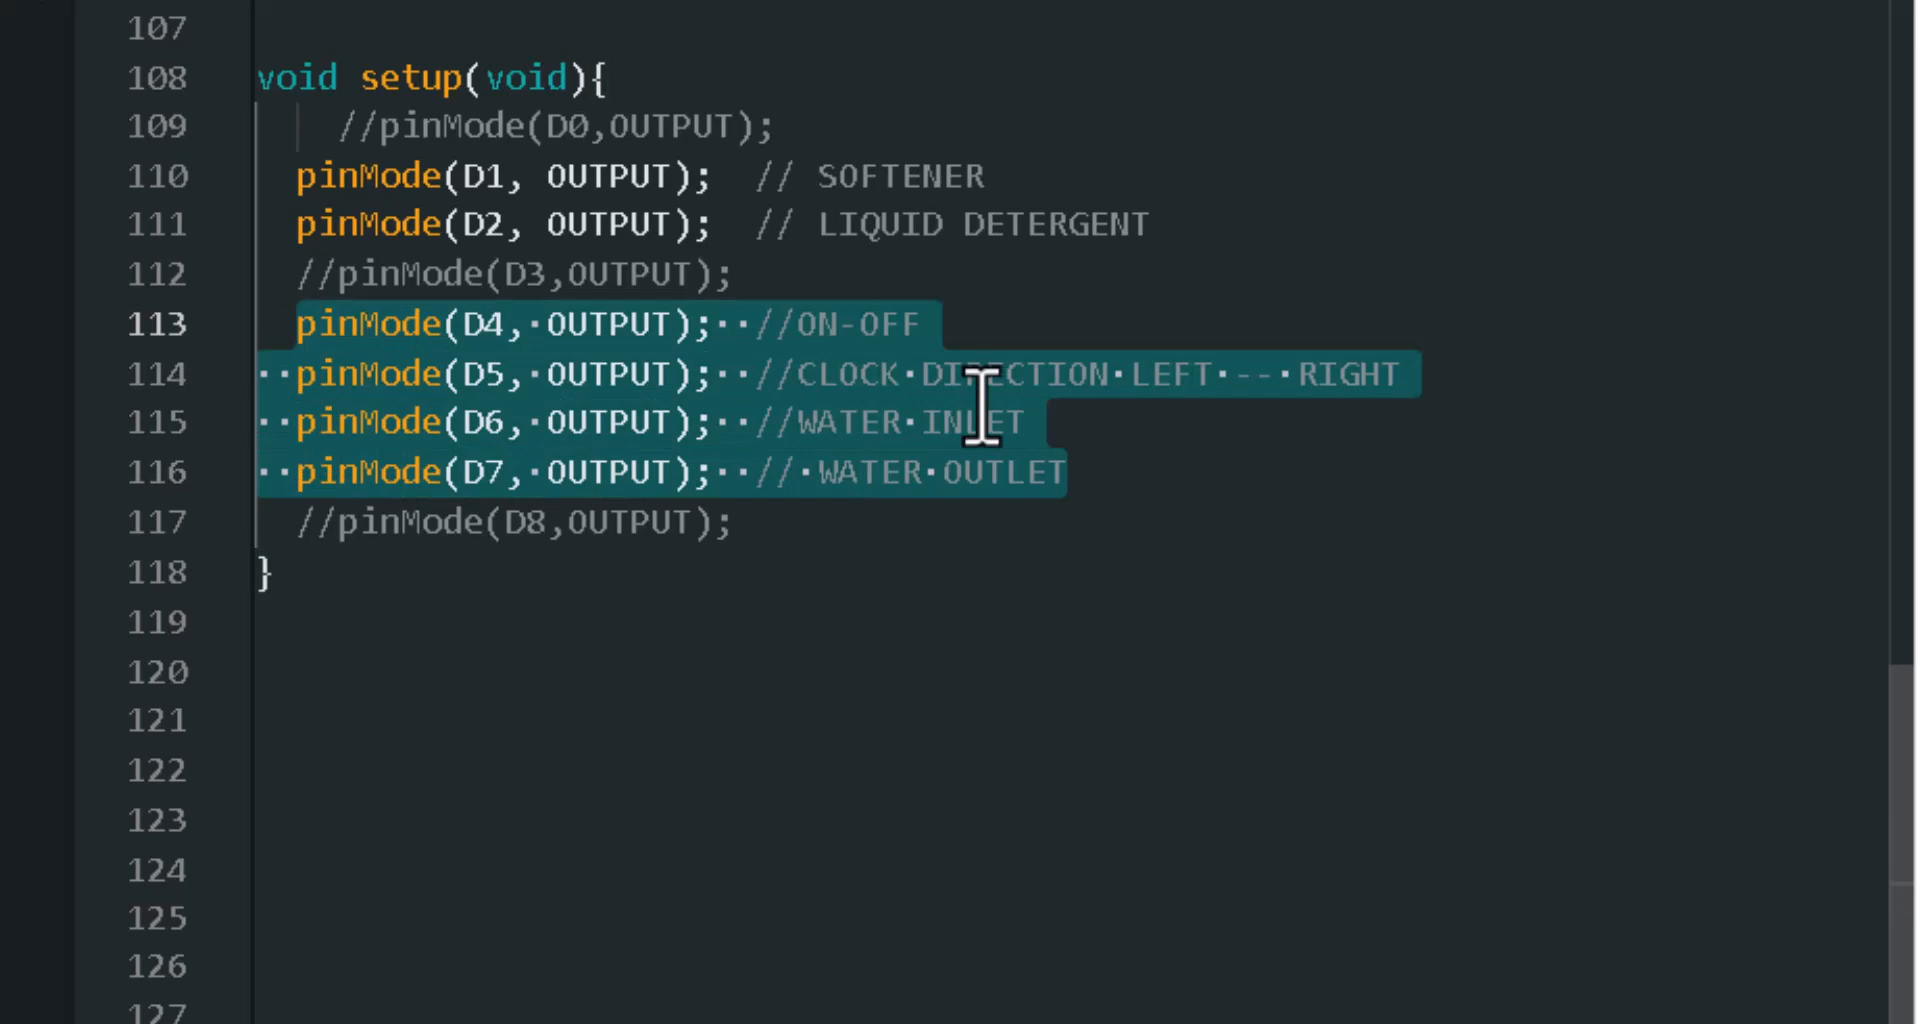 107
108 void setup(void){
109 //pinMode(D0,OUTPUT);
110 pinMode(D1, OUTPUT);  // SOFTENER
111 pinMode(D2, OUTPUT);  // LIQUID DETERGENT
112 //pinMode(D3,OUTPUT);
113 pinMode(D4,·OUTPUT);··//ON-OFF
114 ··pinMode(D5,·OUTPUT);··//CLOCK·DIRECTION·LEFT·--·RIGHT
115 ··pinMode(D6,·OUTPUT);··//WATER·INLET
116 ··pinMode(D7,·OUTPUT);··//·WATER·OUTLET
117 //pinMode(D8,OUTPUT);
118 }
119
120
121
122
123
124
125
126
127